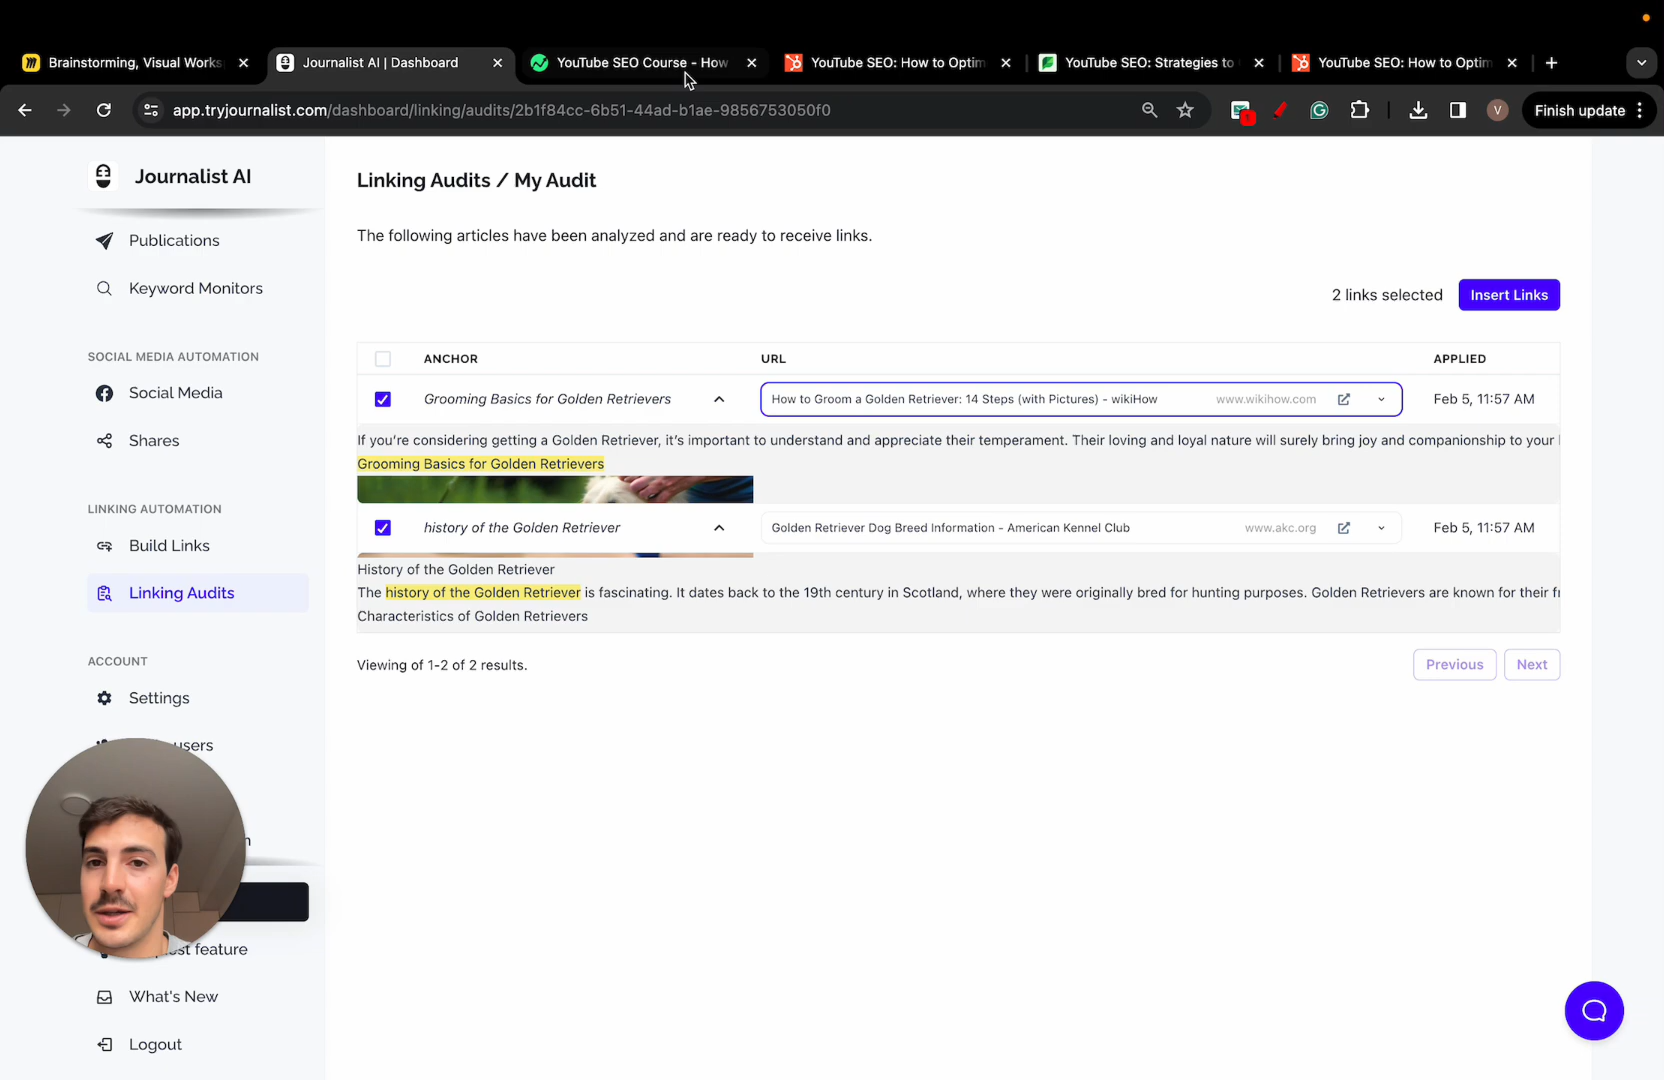 Brainstorming, Visual Works
Journalist AI | Dashboard
YouTube SEO Course - How
YouTube SEO: How to Optim
YouTube SEO: Strategies to
YouTube SEO: How to Optim
app.tryjournalist.com/dashboard/linking/audits/2b1f84cc-6b51-44ad-b1ae-9856753050f0
1
V
Finish update
Journalist AI
Publications
Keyword Monitors
SOCIAL MEDIA AUTOMATION
Social Media
Shares
LINKING AUTOMATION
Build Links
Linking Audits
ACCOUNT
Settings
users
st feature
What's New
Logout
Linking Audits / My Audit
The following articles have been analyzed and are ready to receive links.
2 links selected
Insert Links
ANCHOR URL APPLIED
Grooming Basics for Golden Retrievers How to Groom a Golden Retriever: 14 Steps (with Pictures) - wikiHow www.wikihow.com Feb 5, 11:57 AM
If you're considering getting a Golden Retriever, it's important to understand and appreciate their temperament. Their loving and loyal nature will surely bring joy and companionship to your
Grooming Basics for Golden Retrievers
history of the Golden Retriever Golden Retriever Dog Breed Information - American Kennel Club www.akc.org Feb 5, 11:57 AM
History of the Golden Retriever
The history of the Golden Retriever is fascinating. It dates back to the 19th century in Scotland, where they were originally bred for hunting purposes. Golden Retrievers are known for their fr
Characteristics of Golden Retrievers
Viewing of 1-2 of 2 results.
Previous
Next